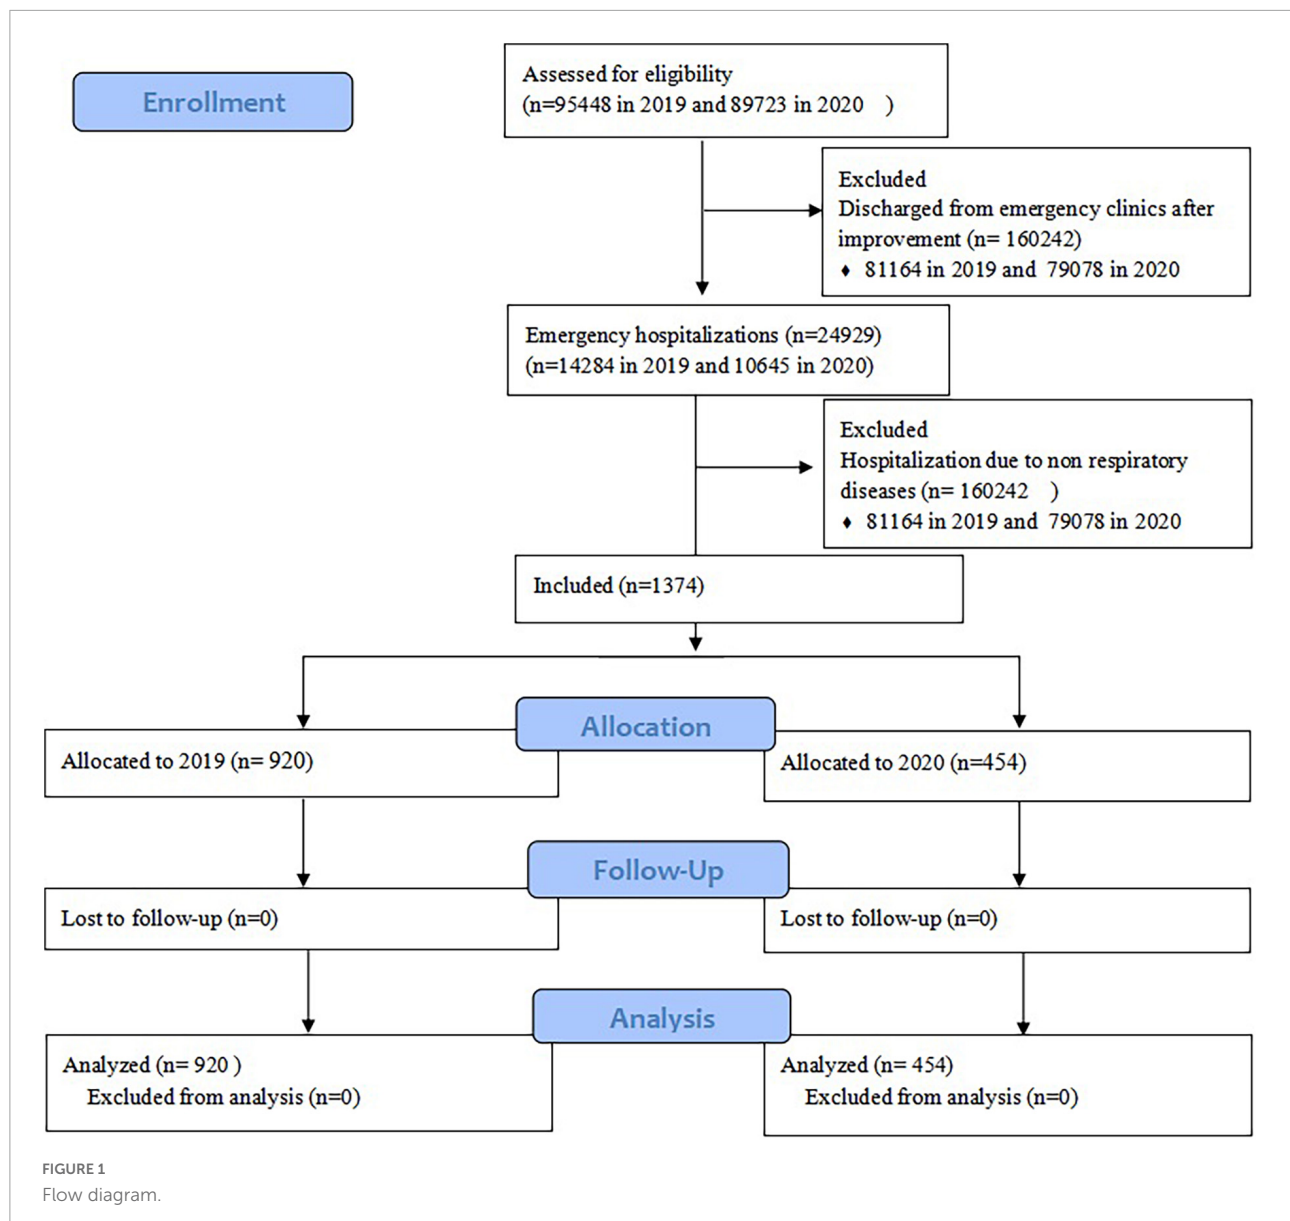 Enrollment
Assessed for eligibility
(n=95448 in 2019 and 89723 in 2020 )
Excluded
Discharged from emergency clinics after
improvement (n= 160242)
♦ 81164 in 2019 and 79078 in 2020
Emergency hospitalizations (n=24929)
(n=14284 in 2019 and 10645 in 2020)
Excluded
Hospitalization due to non respiratory
diseases (n= 160242 )
♦ 81164 in 2019 and 79078 in 2020
Included (n=1374)
Allocation
Allocated to 2019 (n= 920)
Allocated to 2020 (n=454)
Follow-Up
Lost to follow-up (n=0)
Lost to follow-up (n=0)
Analysis
Analyzed (n= 920 )
Excluded from analysis (n=0)
Analyzed (n= 454)
Excluded from analysis (n=0)
FIGURE 1
Flow diagram.